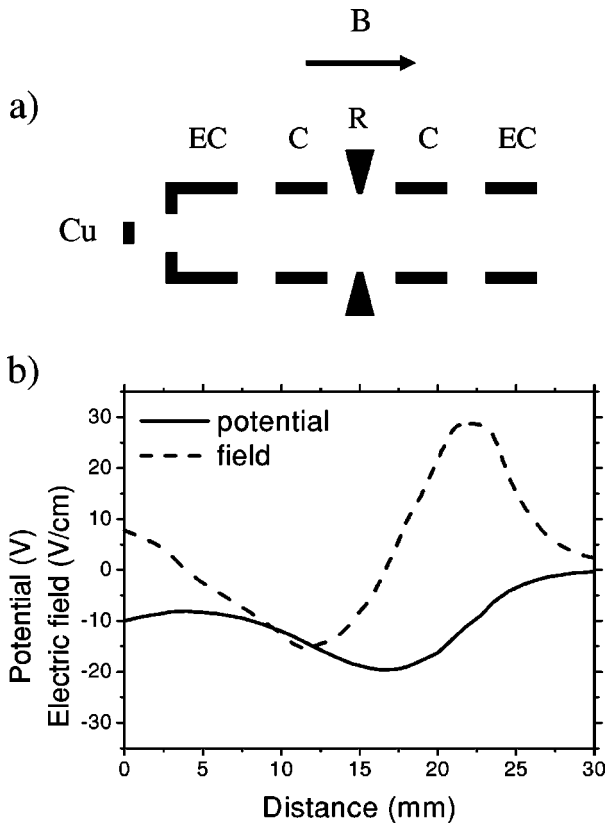 B
a)
R
EC C C EC
Cu
b)
potential
field
30
20
10
0
-10
-20
-30
Potential (V)
Electric field (V/cm)
0 5 10 15 20 25 30
Distance (mm)